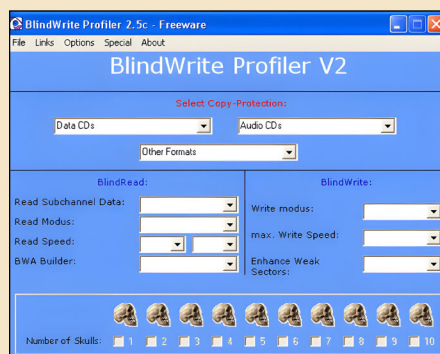 BlindWrite Profiler 2.5c - Freeware
File Links Options Special About
BlindWrite Profiler V2
Select Copy-Protection:
Data CDs Audio CDs
Other Formats
BlindRead: BlindWrite:
Read Subchannel Data:
Write modus:
Read Modus:
max. Write Speed:
Read Speed:
BWA Builder:
Enhance Weak
Sectors:
Number of Skulls: 1 2 3 4 5 6 7 8 9 10